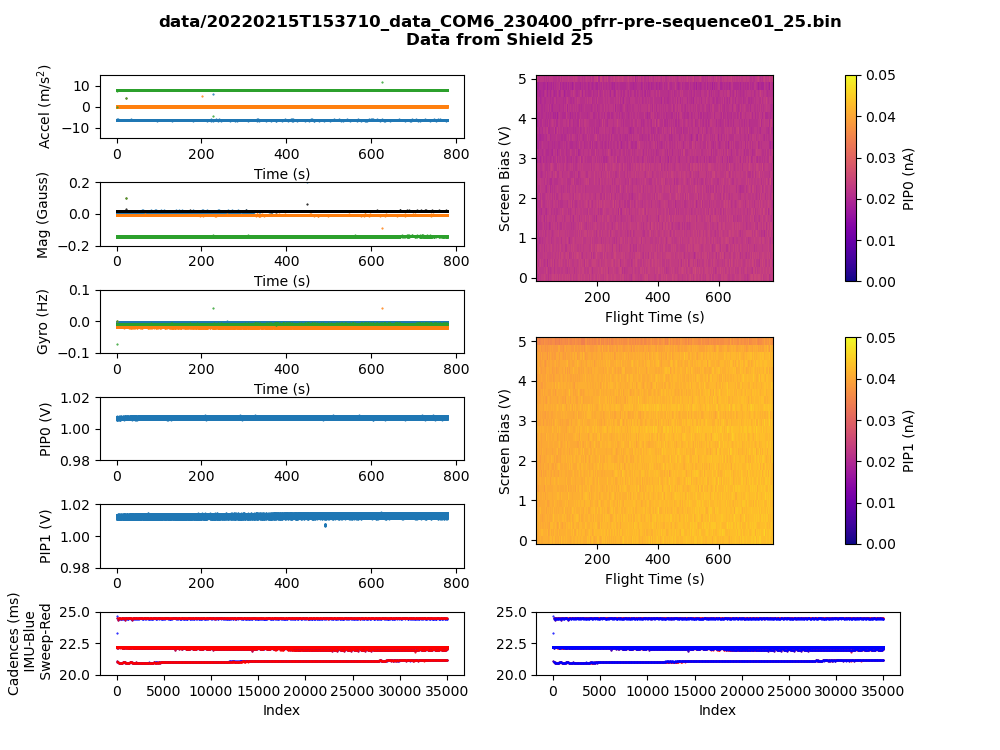 data/20220215T153710_data_COM6_230400_pfrr-pre-sequence01_25.bin
Data from Shield 25
Accel (m/s²)
10
0
−10
0 200 400 600 800
Time (s)
Mag (Gauss)
0.2
0.0
−0.2
0 200 400 600 800
Time (s)
Gyro (Hz)
0.1
0.0
−0.1
0 200 400 600 800
Time (s)
PIP0 (V)
1.02
1.00
0.98
0 200 400 600 800
PIP1 (V)
1.02
1.00
0.98
0 200 400 600 800
Cadences (ms)
IMU-Blue
Sweep-Red
25.0
22.5
20.0
0 5000 10000 15000 20000 25000 30000 35000
Index
Screen Bias (V)
5
4
3
2
1
0
200 400 600
Flight Time (s)
0.05
0.04
0.03
0.02
0.01
0.00
PIP0 (nA)
Screen Bias (V)
5
4
3
2
1
0
200 400 600
Flight Time (s)
0.05
0.04
0.03
0.02
0.01
0.00
PIP1 (nA)
25.0
22.5
20.0
0 5000 10000 15000 20000 25000 30000 35000
Index